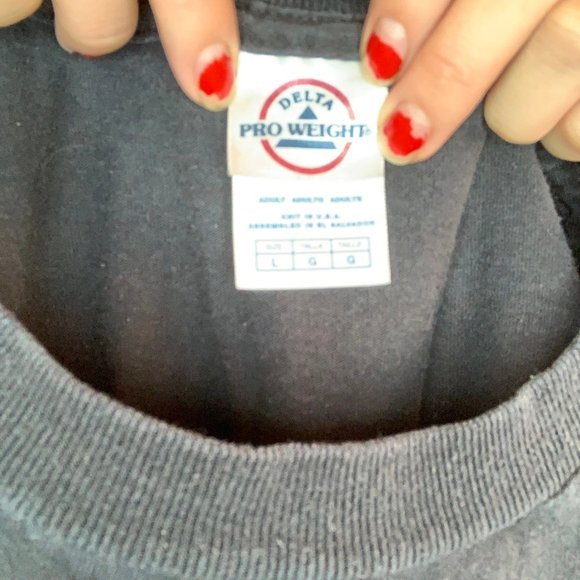 DELTA
PRO WEIGHT®
ADULT ADULTO ADULTE
KNIT IN U.S.A.
ASSEMBLED IN EL SALVADOR
SIZE TALLA TAILLE
L G G